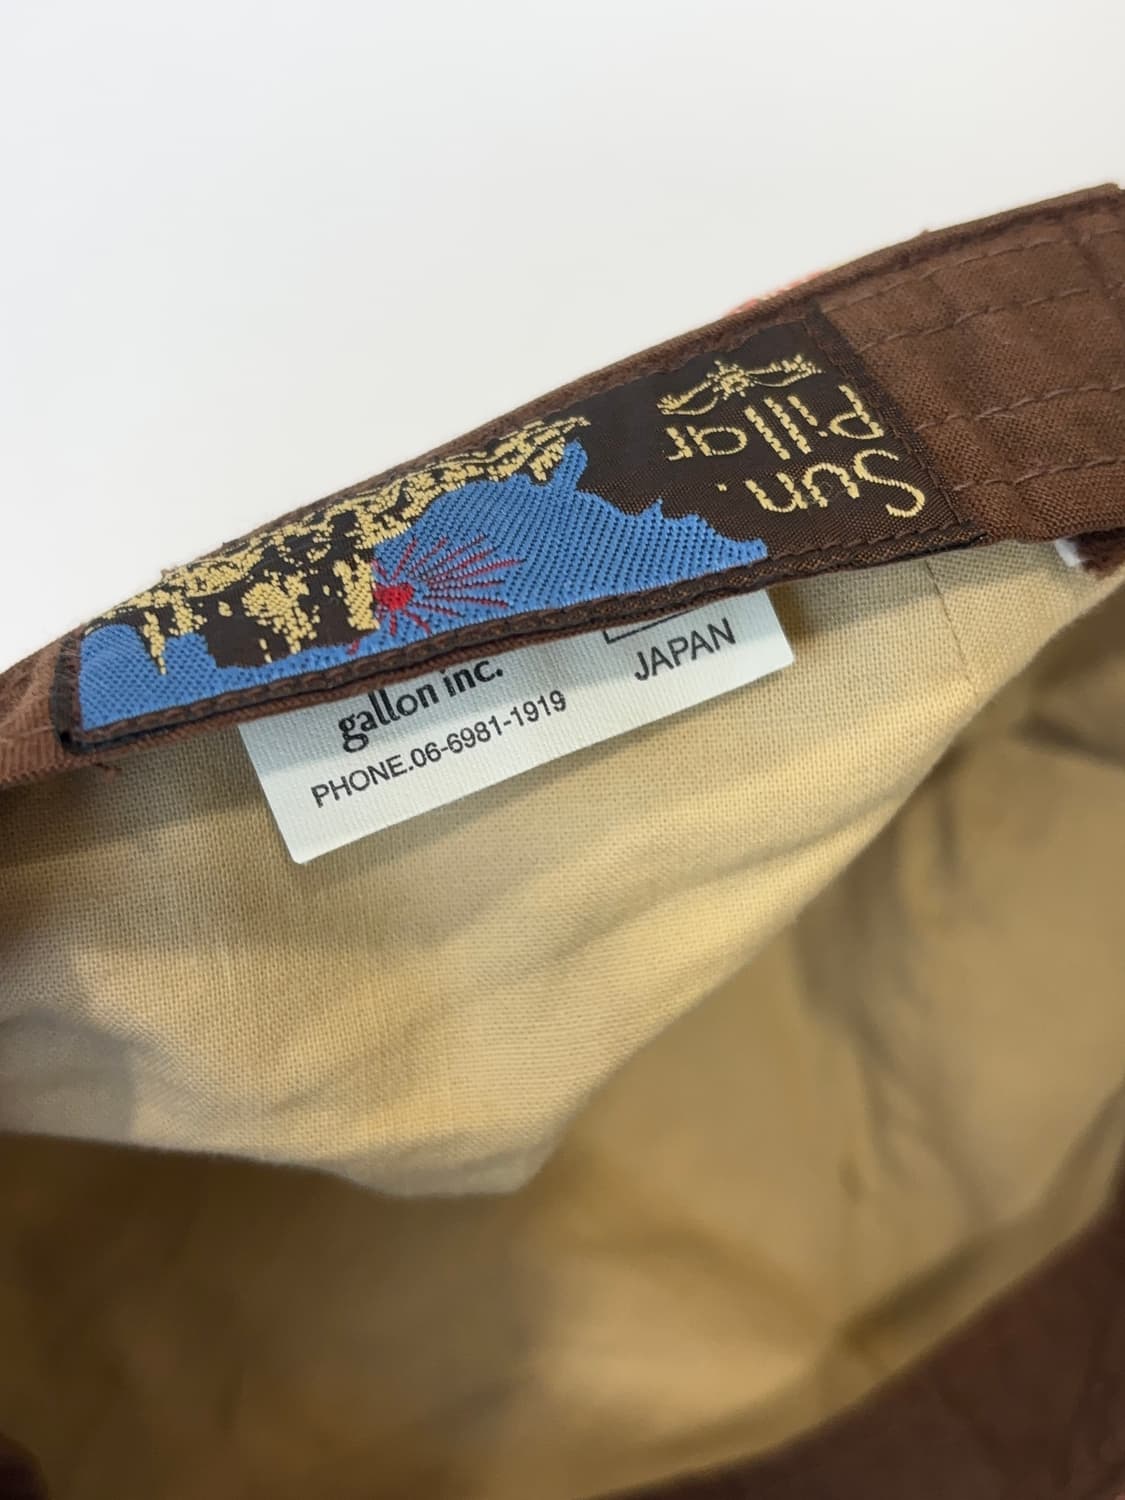 Sun.
Pillar
gallon inc.
PHONE.06-6981-1919
JAPAN